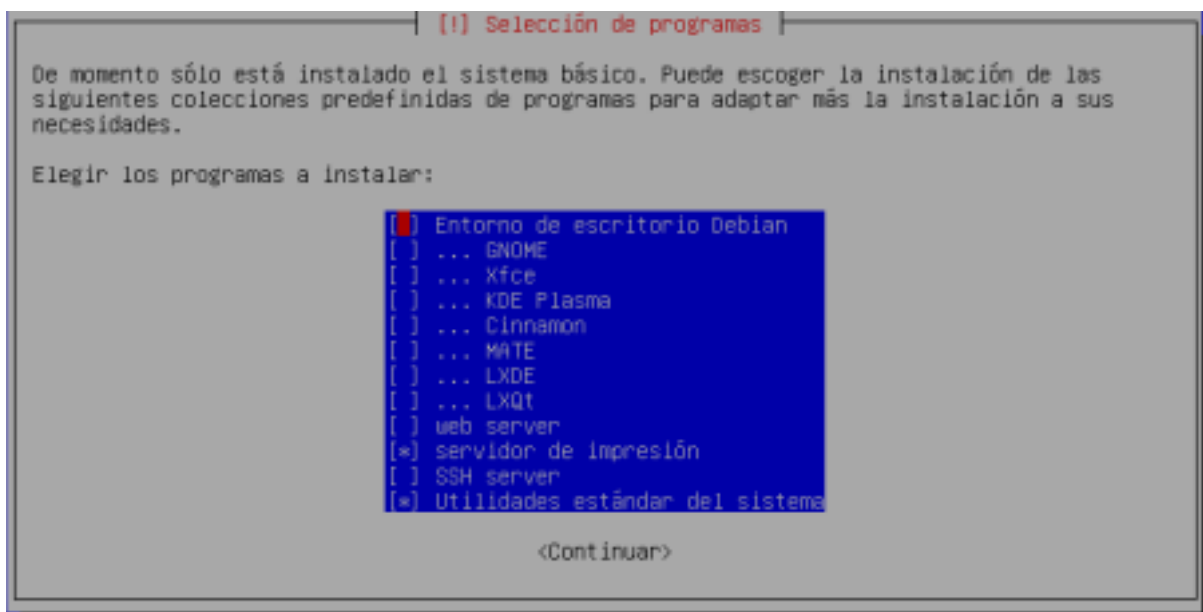 [!] Selección de programas
De momento sólo está instalado el sistema básico. Puede escoger la instalación de las
siguientes colecciones predefinidas de programas para adaptar más la instalación a sus
necesidades.
Elegir los programas a instalar:
[ ] Entorno de escritorio Debian
[ ] ... GNOME
[ ] ... Xfce
[ ] ... KDE Plasma
[ ] ... Cinnamon
[ ] ... MATE
[ ] ... LXDE
[ ] ... LXQt
[ ] web server
[*] servidor de impresión
[ ] SSH server
[*] Utilidades estándar del sistema
<Continuar>